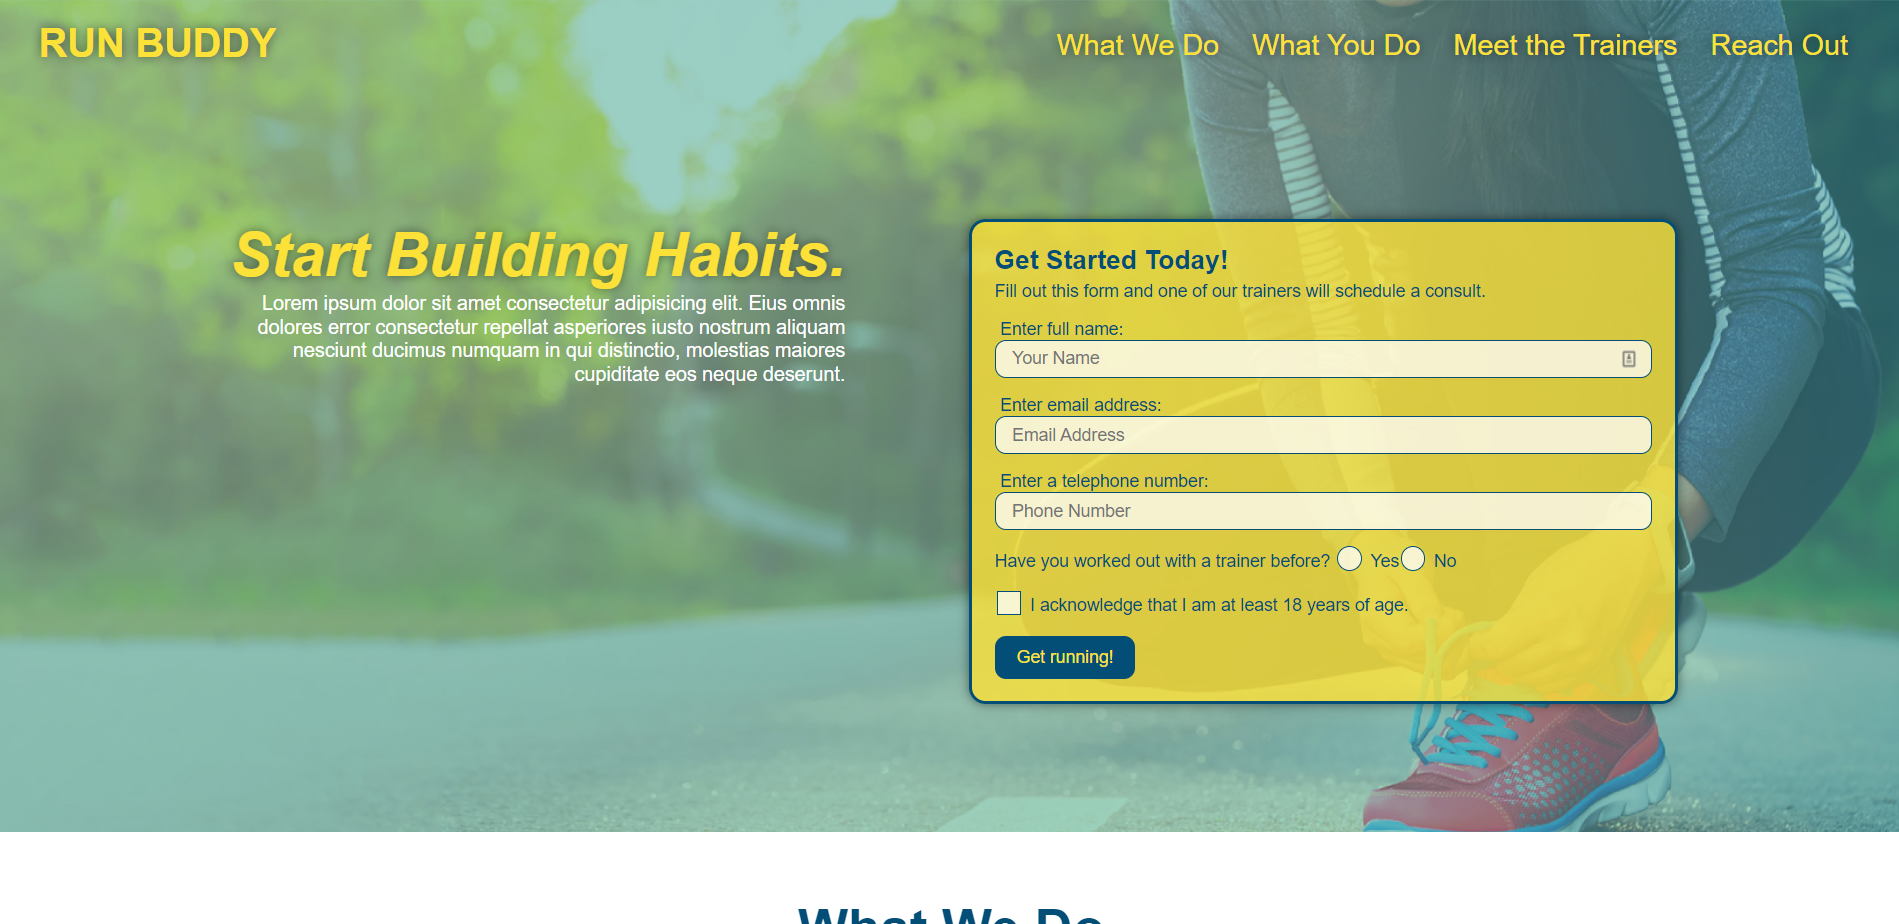 RUN BUDDY
What We Do What You Do Meet the Trainers Reach Out
Start Building Habits.
Lorem ipsum dolor sit amet consectetur adipisicing elit. Eius omnis
dolores error consectetur repellat asperiores iusto nostrum aliquam
nesciunt ducimus numquam in qui distinctio, molestias maiores
cupiditate eos neque deserunt.
Get Started Today!
Fill out this form and one of our trainers will schedule a consult.
Enter full name:
Your Name
Enter email address:
Email Address
Enter a telephone number:
Phone Number
Have you worked out with a trainer before? Yes No
I acknowledge that I am at least 18 years of age.
Get running!
What We Do